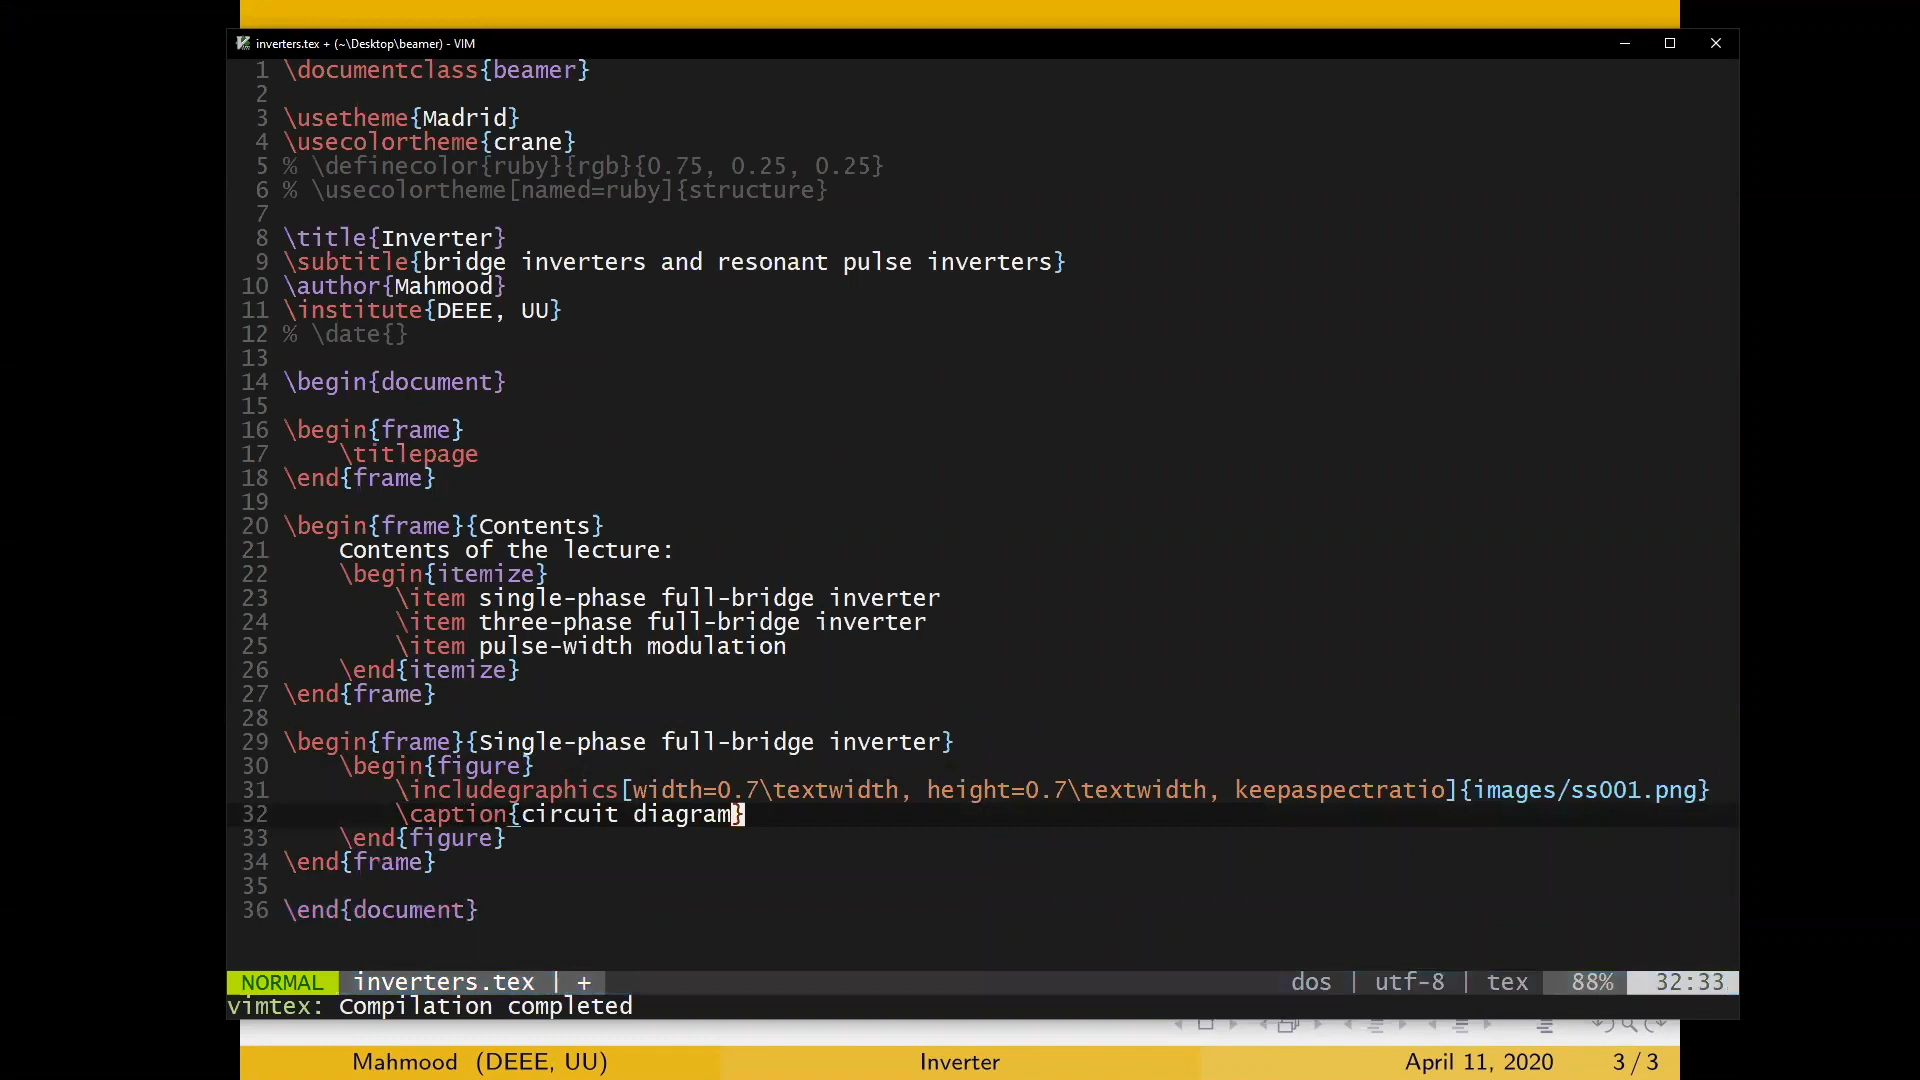 inverters.tex + (~\Desktop\beamer) - VIM
1 \documentclass{beamer}
2
3 \usetheme{Madrid}
4 \usecolortheme{crane}
5 % \definecolor{ruby}{rgb}{0.75, 0.25, 0.25}
6 % \usecolortheme[named=ruby]{structure}
7
8 \title{Inverter}
9 \subtitle{bridge inverters and resonant pulse inverters}
10 \author{Mahmood}
11 \institute{DEEE, UU}
12 % \date{}
13
14 \begin{document}
15
16 \begin{frame}
17     \titlepage
18 \end{frame}
19
20 \begin{frame}{Contents}
21     Contents of the lecture:
22     \begin{itemize}
23         \item single-phase full-bridge inverter
24         \item three-phase full-bridge inverter
25         \item pulse-width modulation
26     \end{itemize}
27 \end{frame}
28
29 \begin{frame}{Single-phase full-bridge inverter}
30     \begin{figure}
31         \includegraphics[width=0.7\textwidth, height=0.7\textwidth, keepaspectratio]{images/ss001.png}
32         \caption{circuit diagram}
33     \end{figure}
34 \end{frame}
35
36 \end{document}
NORMAL inverters.tex | + dos | utf-8 | tex 88% 32:33
vimtex: Compilation completed
Mahmood (DEEE, UU) Inverter April 11, 2020 3 / 3